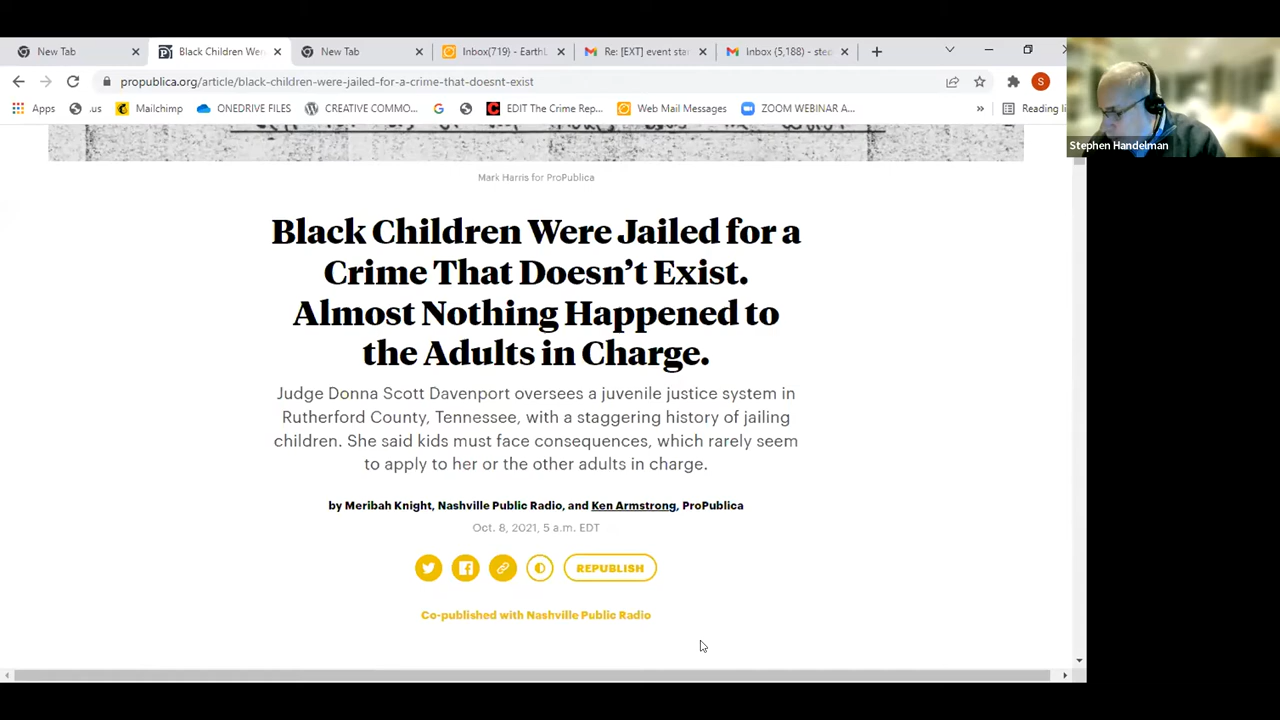 New Tab
Black Children Wer
New Tab
Inbox(719) - EarthL
Re: [EXT] event star
Inbox (5,188) - step
propublica.org/article/black-children-were-jailed-for-a-crime-that-doesnt-exist
S
Apps
.us
Mailchimp
ONEDRIVE FILES
CREATIVE COMMO...
EDIT The Crime Rep...
Web Mail Messages
ZOOM WEBINAR A...
»
Reading li
Stephen Handelman
Mark Harris for ProPublica
Black Children Were Jailed for a
Crime That Doesn’t Exist.
Almost Nothing Happened to
the Adults in Charge.
Judge Donna Scott Davenport oversees a juvenile justice system in
Rutherford County, Tennessee, with a staggering history of jailing
children. She said kids must face consequences, which rarely seem
to apply to her or the other adults in charge.
by Meribah Knight, Nashville Public Radio, and Ken Armstrong, ProPublica
Oct. 8, 2021, 5 a.m. EDT
REPUBLISH
Co-published with Nashville Public Radio